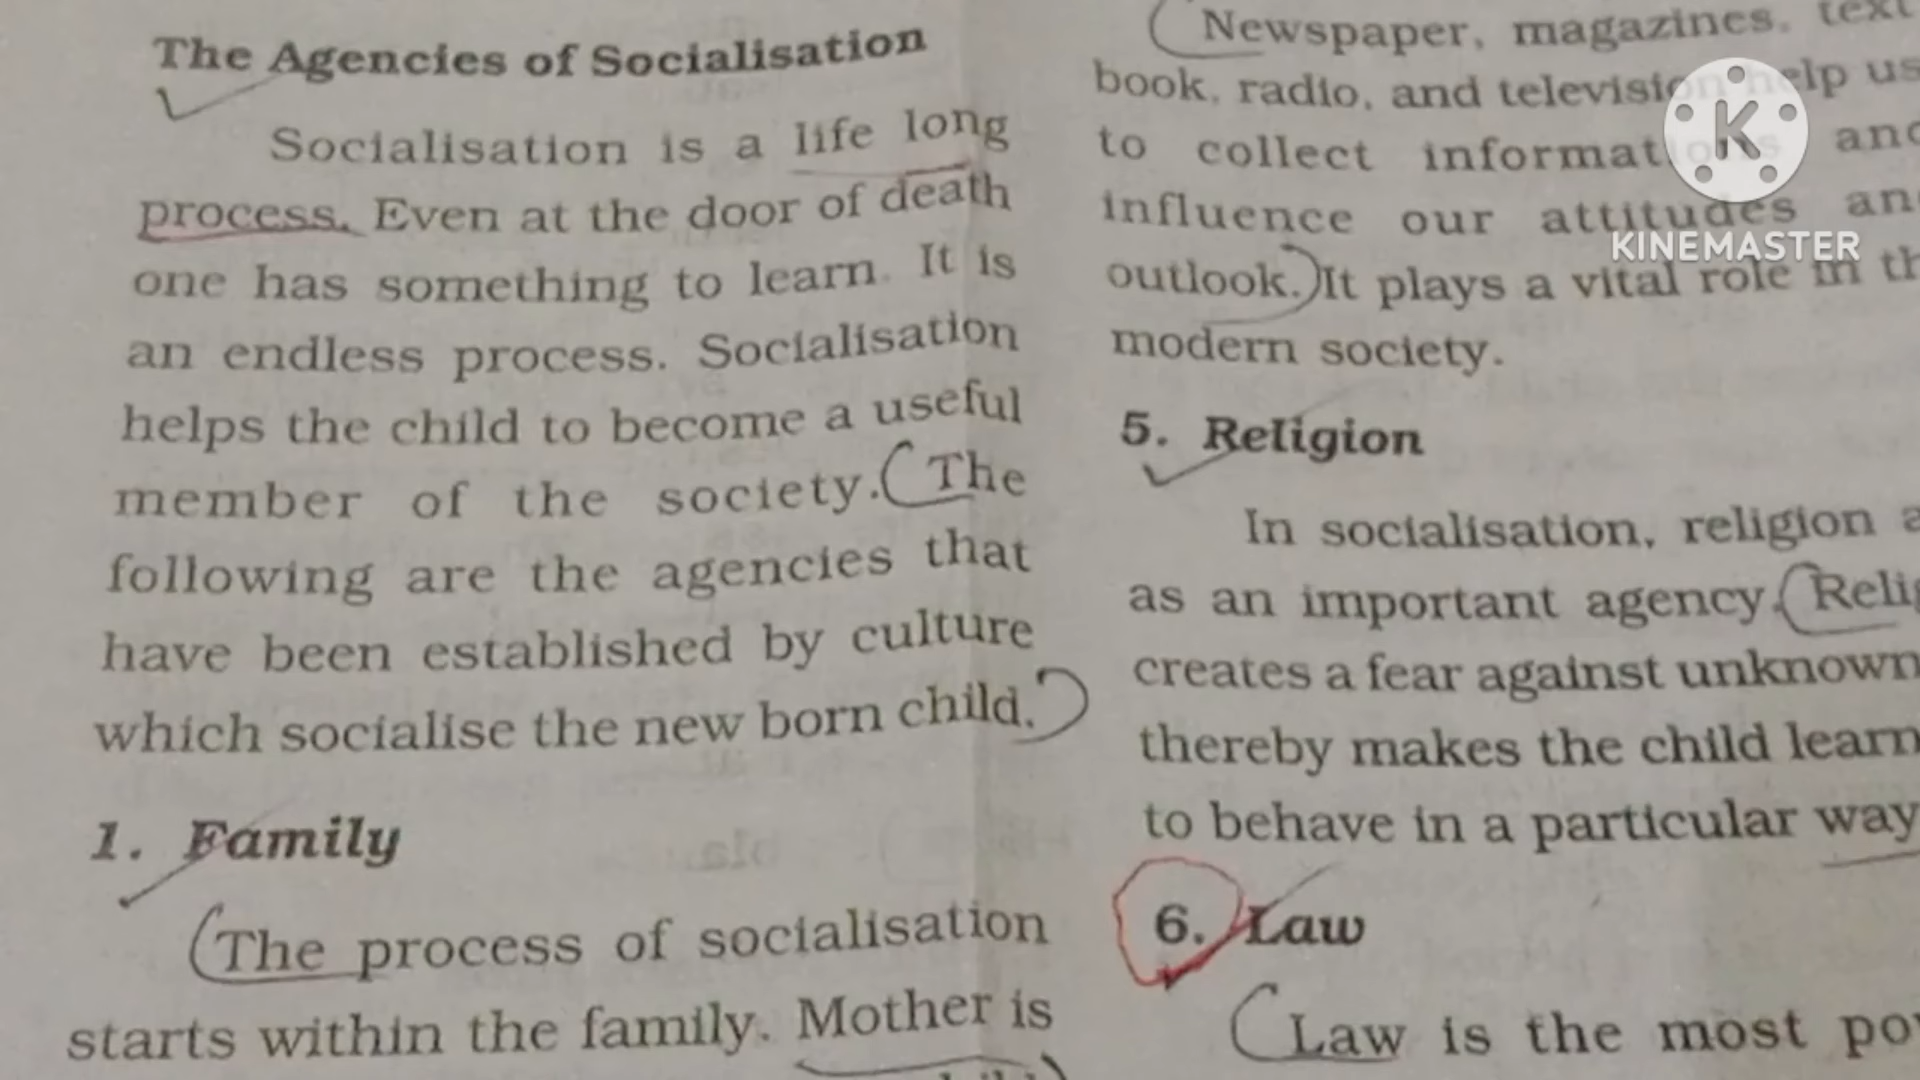 The Agencies of Socialisation
Socialisation is a life long
process. Even at the door of death
one has something to learn. It is
an endless process. Socialisation
helps the child to become a useful
member of the society. The
following are the agencies that
have been established by culture
which socialise the new born child.
1. Family
The process of socialisation
starts within the family. Mother is
Newspaper, magazines, text
book, radio, and television help us
to collect informations and
influence our attitudes
outlook. It plays a vital role in
modern society.
5. Religion
In socialisation, religion
as an important agency.
creates a fear against unknown
thereby makes the child learn
to behave in a particular way
6. Law
Law is the most
K
KINEMASTER